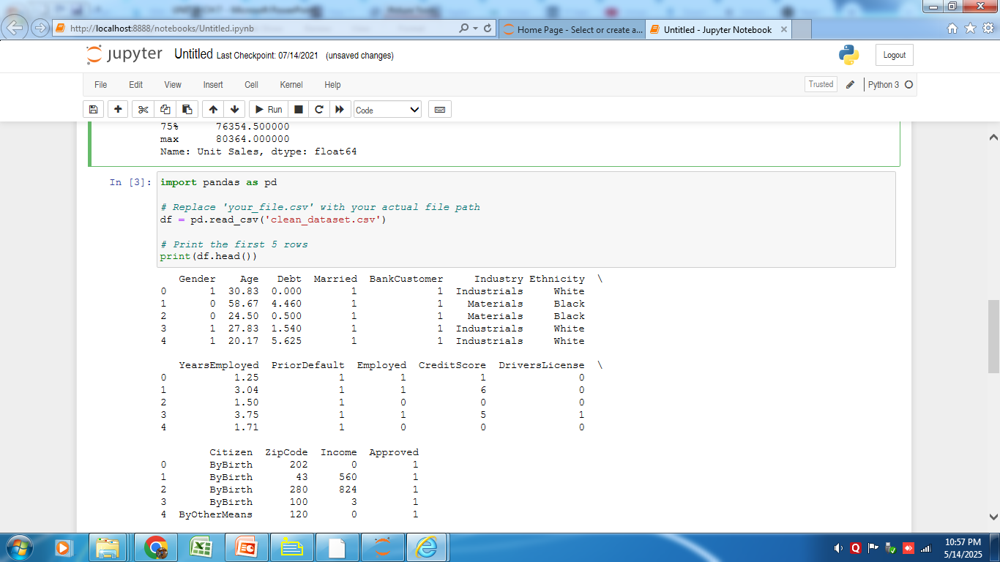 http://localhost:8888/notebooks/Untitled.ipynb
Home Page - Select or create a...
Untitled - Jupyter Notebook
jupyter Untitled Last Checkpoint: 07/14/2021 (unsaved changes)
Logout
File Edit View Insert Cell Kernel Help
Trusted
Python 3
Run
Code
75% 76354.500000
max 80364.000000
Name: Unit Sales, dtype: float64
In [3]: import pandas as pd
# Replace 'your_file.csv' with your actual file path
df = pd.read_csv('clean_dataset.csv')
# Print the first 5 rows
print(df.head())
Gender Age Debt Married BankCustomer Industry Ethnicity \
0 1 30.83 0.000 1 1 Industrials White
1 0 58.67 4.460 1 1 Materials Black
2 0 24.50 0.500 1 1 Materials Black
3 1 27.83 1.540 1 1 Industrials White
4 1 20.17 5.625 1 1 Industrials White
YearsEmployed PriorDefault Employed CreditScore DriversLicense \
0 1.25 1 1 1 0
1 3.04 1 1 6 0
2 1.50 1 0 0 0
3 3.75 1 1 5 1
4 1.71 1 0 0 0
Citizen ZipCode Income Approved
0 ByBirth 202 0 1
1 ByBirth 43 560 1
2 ByBirth 280 824 1
3 ByBirth 100 3 1
4 ByOtherMeans 120 0 1
10:57 PM
5/14/2025